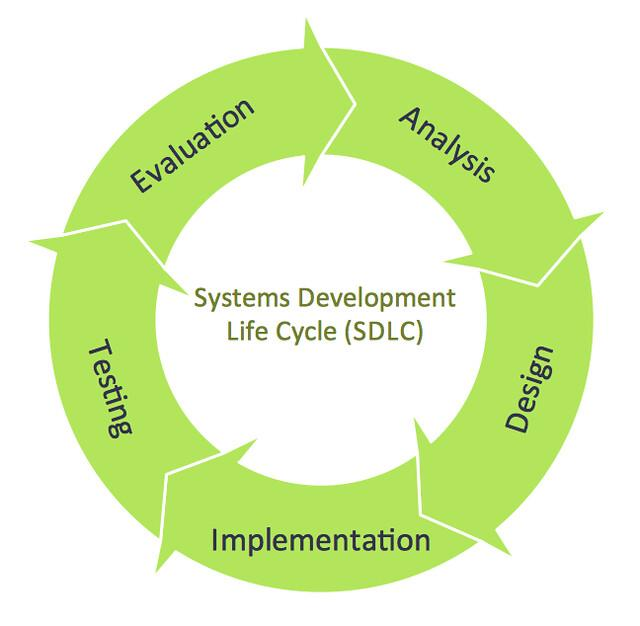 Evaluation
Analysis
Systems Development
Life Cycle (SDLC)
Testing
Design
Implementation